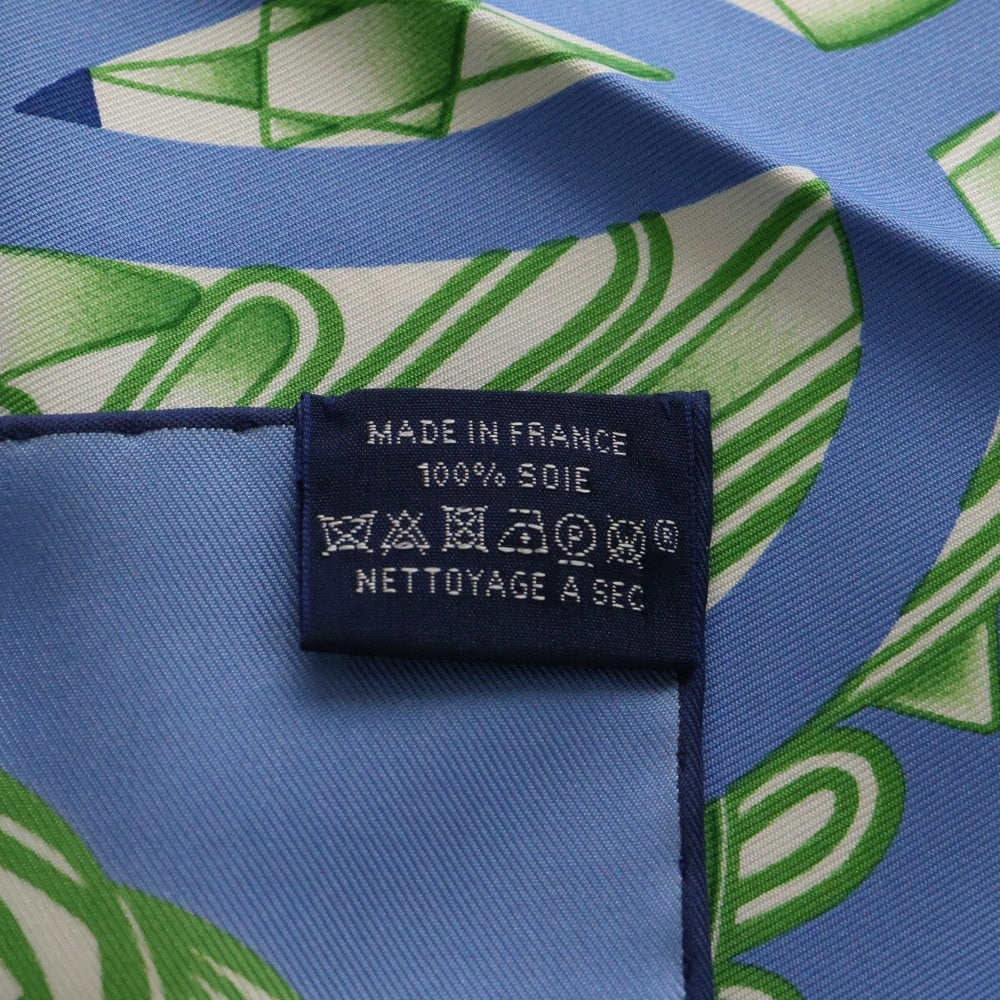 MADE IN FRANCE
100% SOIE
P W ®
NETTOYAGE A SEC